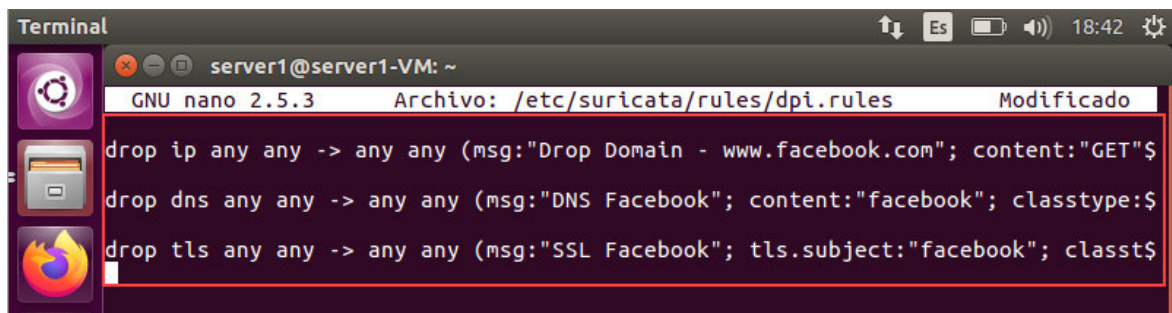 Terminal Es 18:42
server1@server1-VM: ~
GNU nano 2.5.3 Archivo: /etc/suricata/rules/dpi.rules Modificado
drop ip any any -> any any (msg:"Drop Domain - www.facebook.com"; content:"GET"$
drop dns any any -> any any (msg:"DNS Facebook"; content:"facebook"; classtype:$
drop tls any any -> any any (msg:"SSL Facebook"; tls.subject:"facebook"; classt$